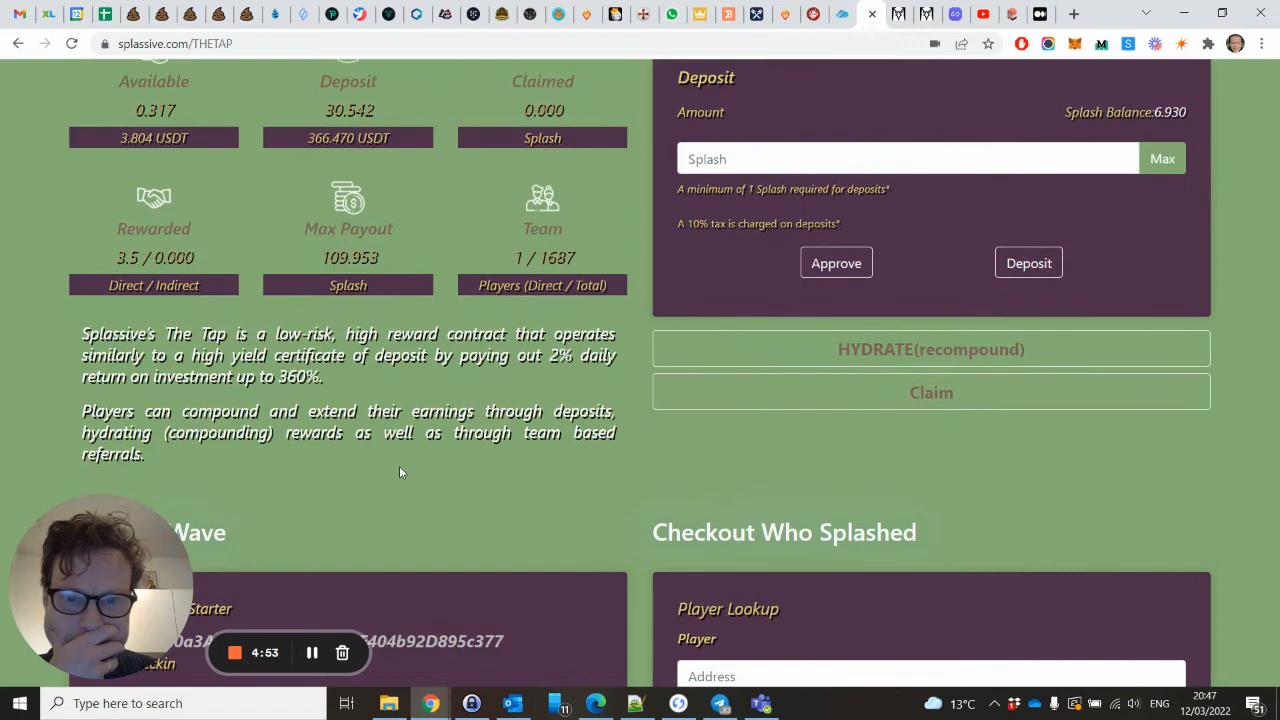 splassive.com/THETAP
Available
0.317
3.804 USDT
Deposit
30.542
366.470 USDT
Claimed
0.000
Splash
Rewarded
3.5 / 0.000
Direct / Indirect
Max Payout
109.953
Splash
Team
1 / 1687
Players (Direct / Total)
Splassive's The Tap is a low-risk, high reward contract that operates
similarly to a high yield certificate of deposit by paying out 2% daily
return on investment up to 360%.
Players can compound and extend their earnings through deposits,
hydrating (compounding) rewards as well as through team based
referrals.
Deposit
Amount
Splash Balance:6.930
Splash
Max
A minimum of 1 Splash required for deposits*
A 10% tax is charged on deposits*
Approve
Deposit
HYDRATE(recompound)
Claim
Wave
Starter
404b92D895c377
Checkout Who Splashed
Player Lookup
Player
Address
4:53
Type here to search
11
13°C
ENG
20:47
12/03/2022
51